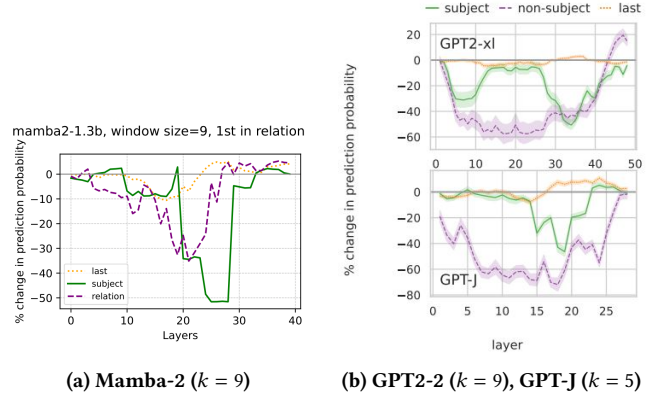 subject non-subject last
GPT2-xl
20
0
−20
−40
−60
0 10 20 30 40 50
mamba2-1.3b, window size=9, 1st in relation
% change in prediction probability
0
−10
−20
−30
−40
−50
last
subject
relation
0 10 20 30 40
Layers
% change in prediction probability
0
−20
−40
−60
−80
GPT-J
0 5 10 15 20 25
layer
(a) Mamba-2 (k = 9)
(b) GPT2-2 (k = 9), GPT-J (k = 5)